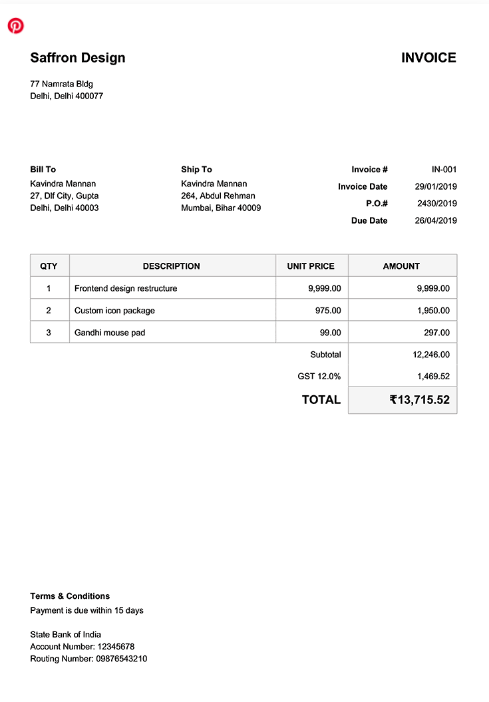 Saffron Design
INVOICE
77 Namrata Bldg
Delhi, Delhi 400077
Bill To
Kavindra Mannan
27, Dlf City, Gupta
Delhi, Delhi 40003
Ship To
Kavindra Mannan
264, Abdul Rehman
Mumbai, Bihar 40009
Invoice # IN-001
Invoice Date 29/01/2019
P.O.# 2430/2019
Due Date 26/04/2019
QTY DESCRIPTION UNIT PRICE AMOUNT
1 Frontend design restructure 9,999.00 9,999.00
2 Custom icon package 975.00 1,950.00
3 Gandhi mouse pad 99.00 297.00
Subtotal 12,246.00
GST 12.0% 1,469.52
TOTAL ₹13,715.52
Terms & Conditions
Payment is due within 15 days
State Bank of India
Account Number: 12345678
Routing Number: 09876543210